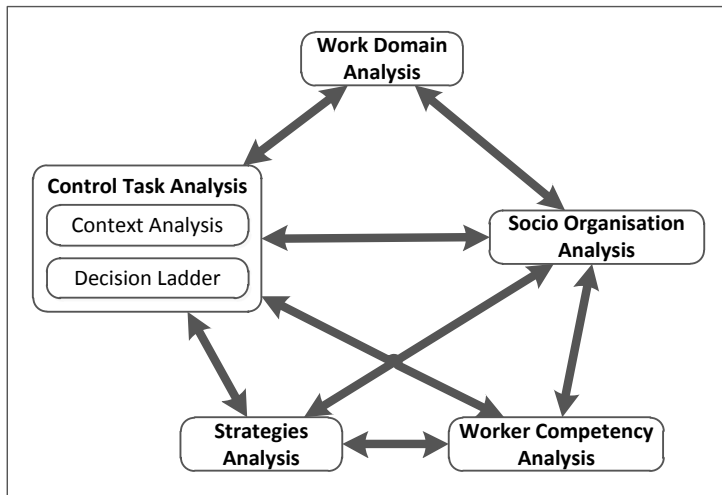 Work Domain
Analysis
Control Task Analysis
Context Analysis
Decision Ladder
Socio Organisation
Analysis
Strategies
Analysis
Worker Competency
Analysis